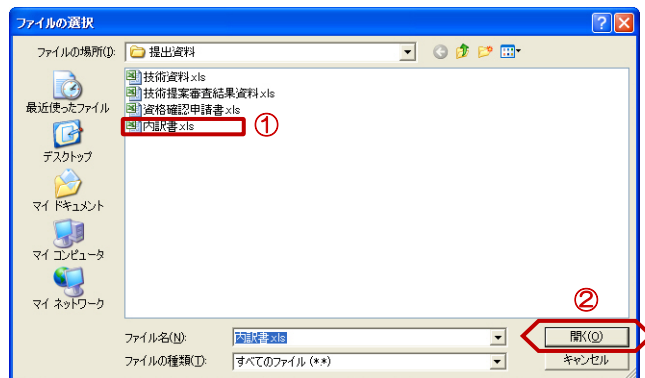 ファイルの選択
ファイルの場所(I):
提出資料
技術資料.xls
技術提案審査結果資料.xls
資格確認申請書.xls
内訳書.xls
①
最近使ったファイル
デスクトップ
マイ ドキュメント
マイ コンピュータ
マイ ネットワーク
②
ファイル名(N):
内訳書.xls
開く(O)
ファイルの種類(T):
すべてのファイル (*.*)
キャンセル